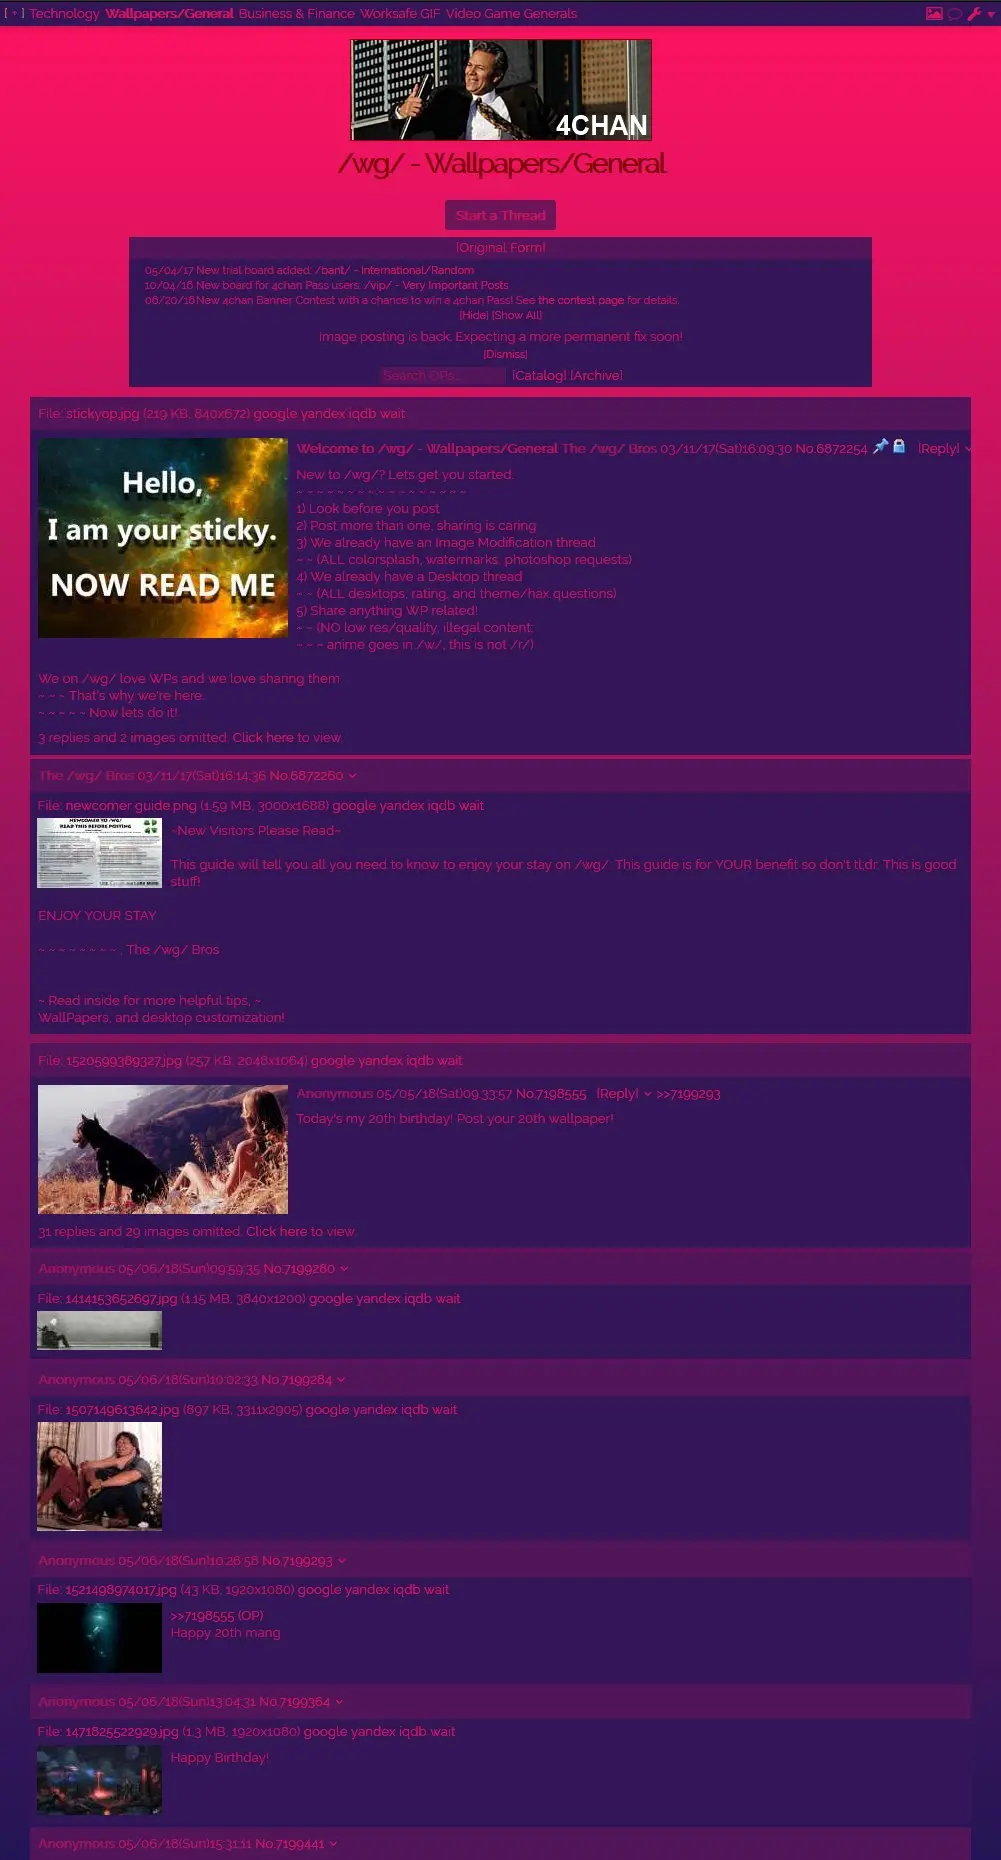 [ + ] Technology Wallpapers/General Business & Finance Worksafe GIF Video Game Generals
4CHAN
/wg/ - Wallpapers/General
Start a Thread
[Original Form]
05/04/17 New trial board added: /bant/ - International/Random
10/04/16 New board for 4chan Pass users: /vip/ - Very Important Posts
06/20/16 New 4chan Banner Contest with a chance to win a 4chan Pass! See the contest page for details.
[Hide] [Show All]
Image posting is back. Expecting a more permanent fix soon!
[Dismiss]
Search OPs... [Catalog] [Archive]
File: stickyop.jpg (219 KB, 840x672) google yandex iqdb wait
Hello,
I am your sticky.
NOW READ ME
Welcome to /wg/ - Wallpapers/General The /wg/ Bros 03/11/17(Sat)16:09:30 No.6872254 [Reply]
New to /wg/? Lets get you started.
~ ~ ~ ~ ~ ~ ~ ~ ~ ~ ~ ~ ~ ~ ~ ~ ~
1) Look before you post
2) Post more than one, sharing is caring
3) We already have an Image Modification thread
~ ~ (ALL colorsplash, watermarks, photoshop requests)
4) We already have a Desktop thread
~ ~ (ALL desktops, rating, and theme/hax questions)
5) Share anything WP related!
~ ~ (NO low res/quality, illegal content;
~ ~ ~ anime goes in /w/, this is not /r/)
We on /wg/ love WPs and we love sharing them
~ ~ ~ That's why we're here.
~ ~ ~ ~ ~ Now lets do it!
3 replies and 2 images omitted. Click here to view.
The /wg/ Bros 03/11/17(Sat)16:14:36 No.6872260
File: newcomer guide.png (1.59 MB, 3000x1688) google yandex iqdb wait
NEWCOMER TO /WG/
READ THIS BEFORE POSTING
~New Visitors Please Read~
This guide will tell you all you need to know to enjoy your stay on /wg/. This guide is for YOUR benefit so don't tl;dr. This is good
stuff!
ENJOY YOUR STAY
~ ~ ~ ~ ~ ~ ~ ~ . The /wg/ Bros
~ Read inside for more helpful tips, ~
WallPapers, and desktop customization!
File: 1520599389327.jpg (257 KB, 2048x1064) google yandex iqdb wait
Anonymous 05/05/18(Sat)09:33:57 No.7198555 [Reply] >>7199293
Today's my 20th birthday! Post your 20th wallpaper!
31 replies and 29 images omitted. Click here to view.
Anonymous 05/06/18(Sun)09:59:35 No.7199280
File: 1414153652697.jpg (1.15 MB, 3840x1200) google yandex iqdb wait
Anonymous 05/06/18(Sun)10:02:33 No.7199284
File: 1507149613642.jpg (897 KB, 3311x2905) google yandex iqdb wait
Anonymous 05/06/18(Sun)10:26:58 No.7199293
File: 1521498974017.jpg (43 KB, 1920x1080) google yandex iqdb wait
>>7198555 (OP)
Happy 20th mang
Anonymous 05/06/18(Sun)13:04:31 No.7199364
File: 1471825522929.jpg (1.3 MB, 1920x1080) google yandex iqdb wait
Happy Birthday!
Anonymous 05/06/18(Sun)15:31:11 No.7199441